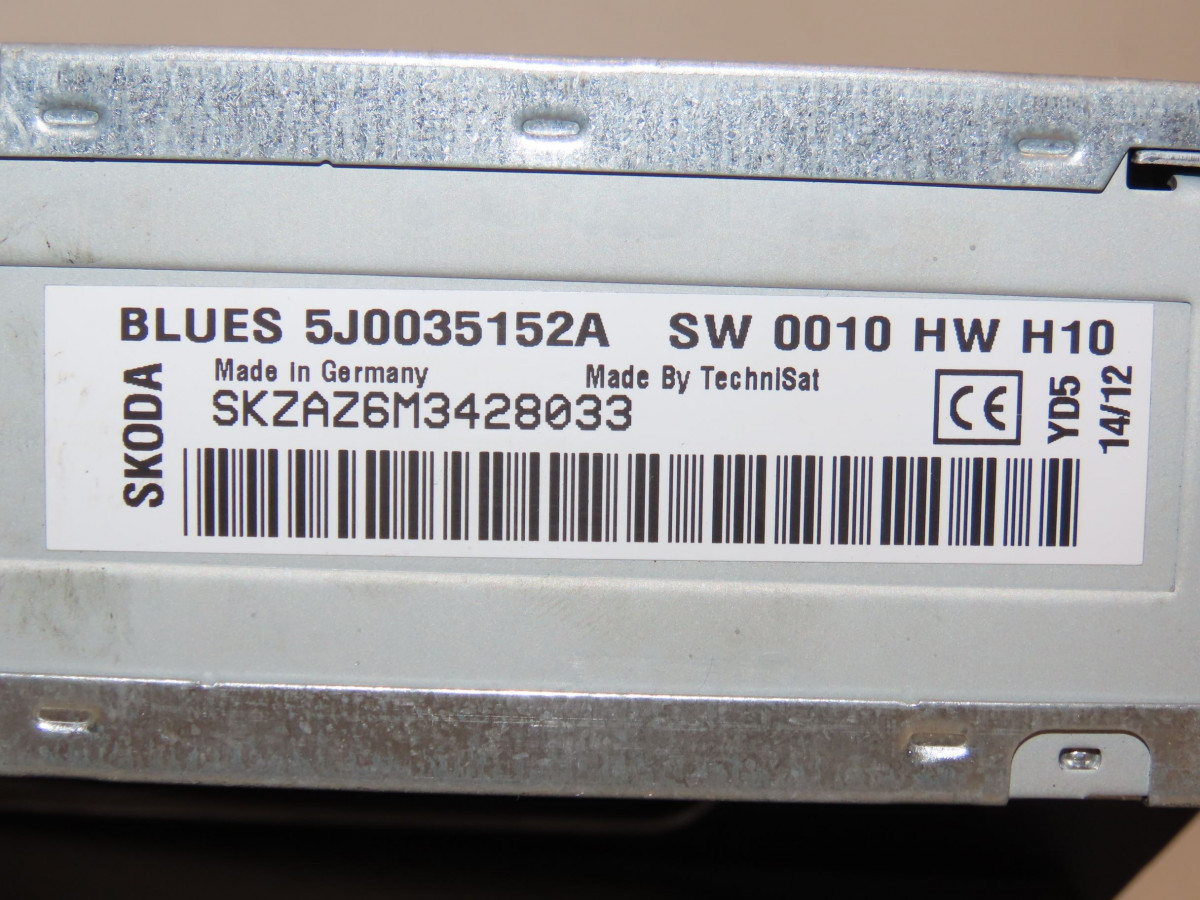 BLUES 5J0035152A SW 0010 HW H10
SKODA
Made in Germany Made By TechniSat
SKZAZ6M3428033
CE
YD5
14/12